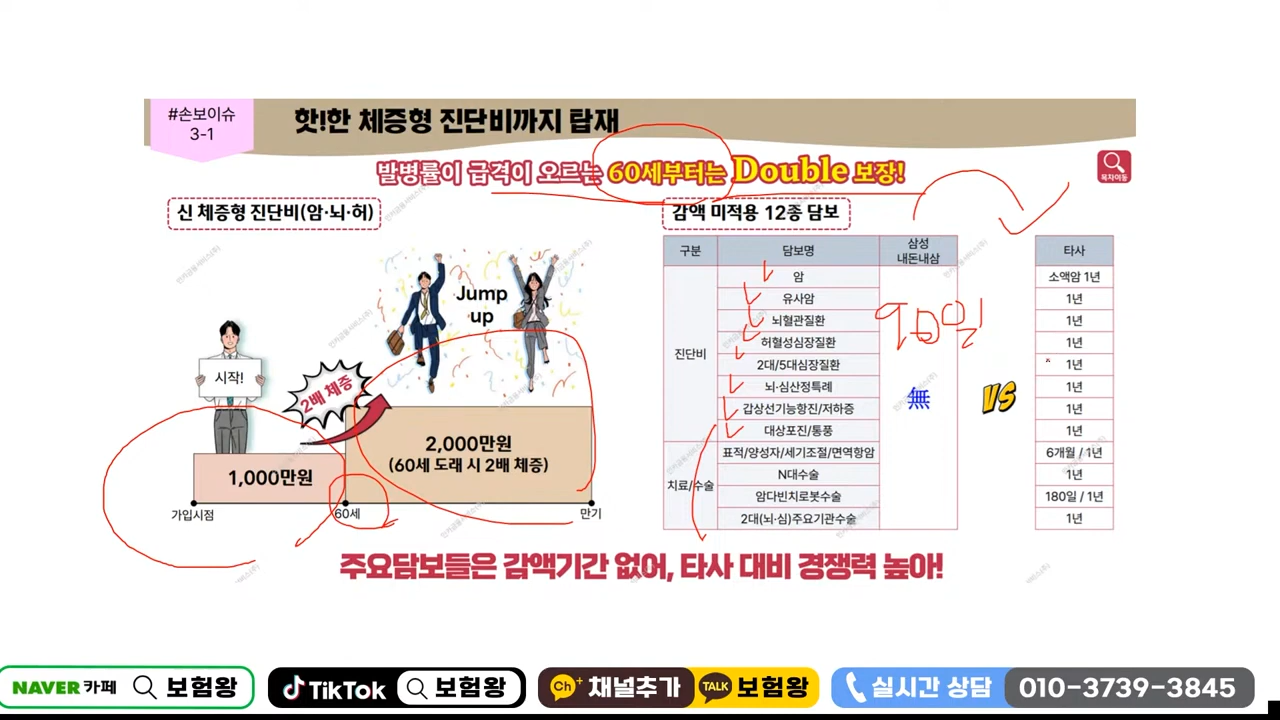 #손보이슈
3-1
핫!한 체증형 진단비까지 탑재
발병률이 급격이 오르는 60세부터는 Double 보장!
목차이동
신 체증형 진단비(암·뇌·허)
Jump
up
시작!
2배 체증
1,000만원
2,000만원
(60세 도래 시 2배 체증)
가입시점
60세
만기
감액 미적용 12종 담보
구분 담보명 삼성 내돈내삼 타사
진단비
암 소액암 1년
유사암 1년
뇌혈관질환 1년
허혈성심장질환 1년
2대/5대심장질환 1년
뇌·심산정특례 1년
갑상선기능항진/저하증 1년
대상포진/통풍 1년
치료/수술
표적/양성자/세기조절/면역항암 6개월 / 1년
N대수술 1년
암다빈치로봇수술 180일 / 1년
2대(뇌·심)주요기관수술 1년
90일
無
VS
주요담보들은 감액기간 없어, 타사 대비 경쟁력 높아!
인카금융서비스(주)
NAVER 카페 보험왕
TikTok 보험왕
Ch+ 채널추가 TALK 보험왕
실시간 상담 010-3739-3845